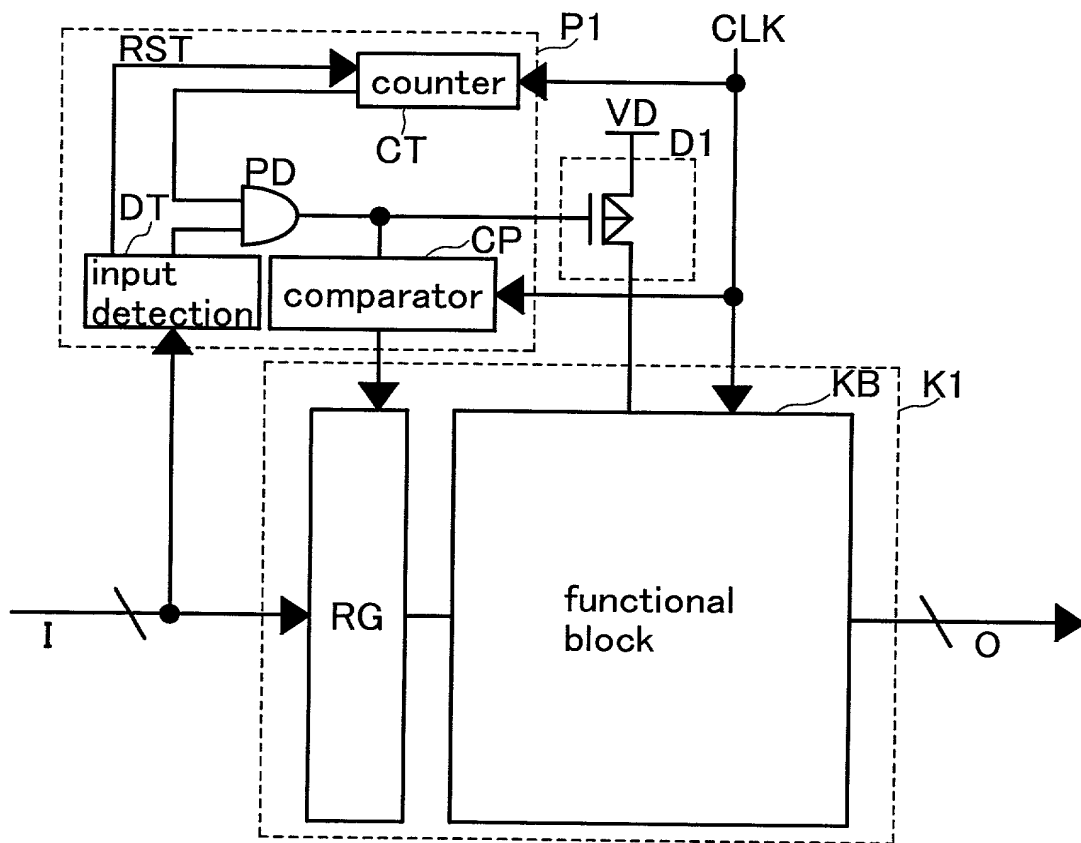 P1
CLK
RST
counter
CT
VD
D1
PD
DT
CP
input
detection
comparator
KB
K1
RG
functional
block
I
O